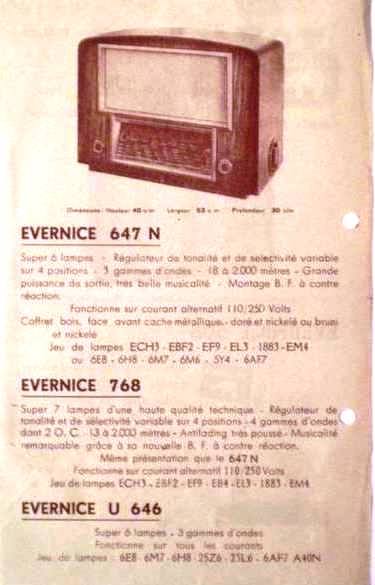 Dimensions : Hauteur 40 c/m Largeur 53 c/m Profondeur 30 c/m
EVERNICE 647 N
Super 6 lampes - Régulateur de tonalité et de sélectivité variable
sur 4 positions - 3 gammes d'ondes - 18 à 2.000 mètres - Grande
puissance de sortie, très belle musicalité - Montage B. F. à contre
réaction.
Fonctionne sur courant alternatif 110/250 Volts
Coffret bois, face avant cache métallique, doré et nickelé ou bruni
et nickelé
Jeu de lampes ECH3 - EBF2 - EF9 - EL3 - 1883 - EM4
ou 6E8 - 6H8 - 6M7 - 6M6 - 5Y4 - 6AF7
EVERNICE 768
Super 7 lampes d'une haute qualité technique - Régulateur de
tonalité et de sélectivité variable sur 4 positions - 4 gammes d'ondes
dont 2 O. C. - 13 à 2.000 mètres - Antifading très poussé - Musicalité
remarquable grâce à sa nouvelle B. F. à contre réaction.
Même présentation que le 647 N
Fonctionne sur courant alternatif 110/250 Volts
Jeu de lampes ECH3 - EBF2 - EF9 - EB4 - EL3 - 1883 - EM4
EVERNICE U 646
Super 6 lampes - 3 gammes d'ondes
Fonctionne sur tous les courants
Jeu de lampes : 6E8 - 6M7 - 6H8 - 25Z6 - 25L6 - 6AF7 A40N